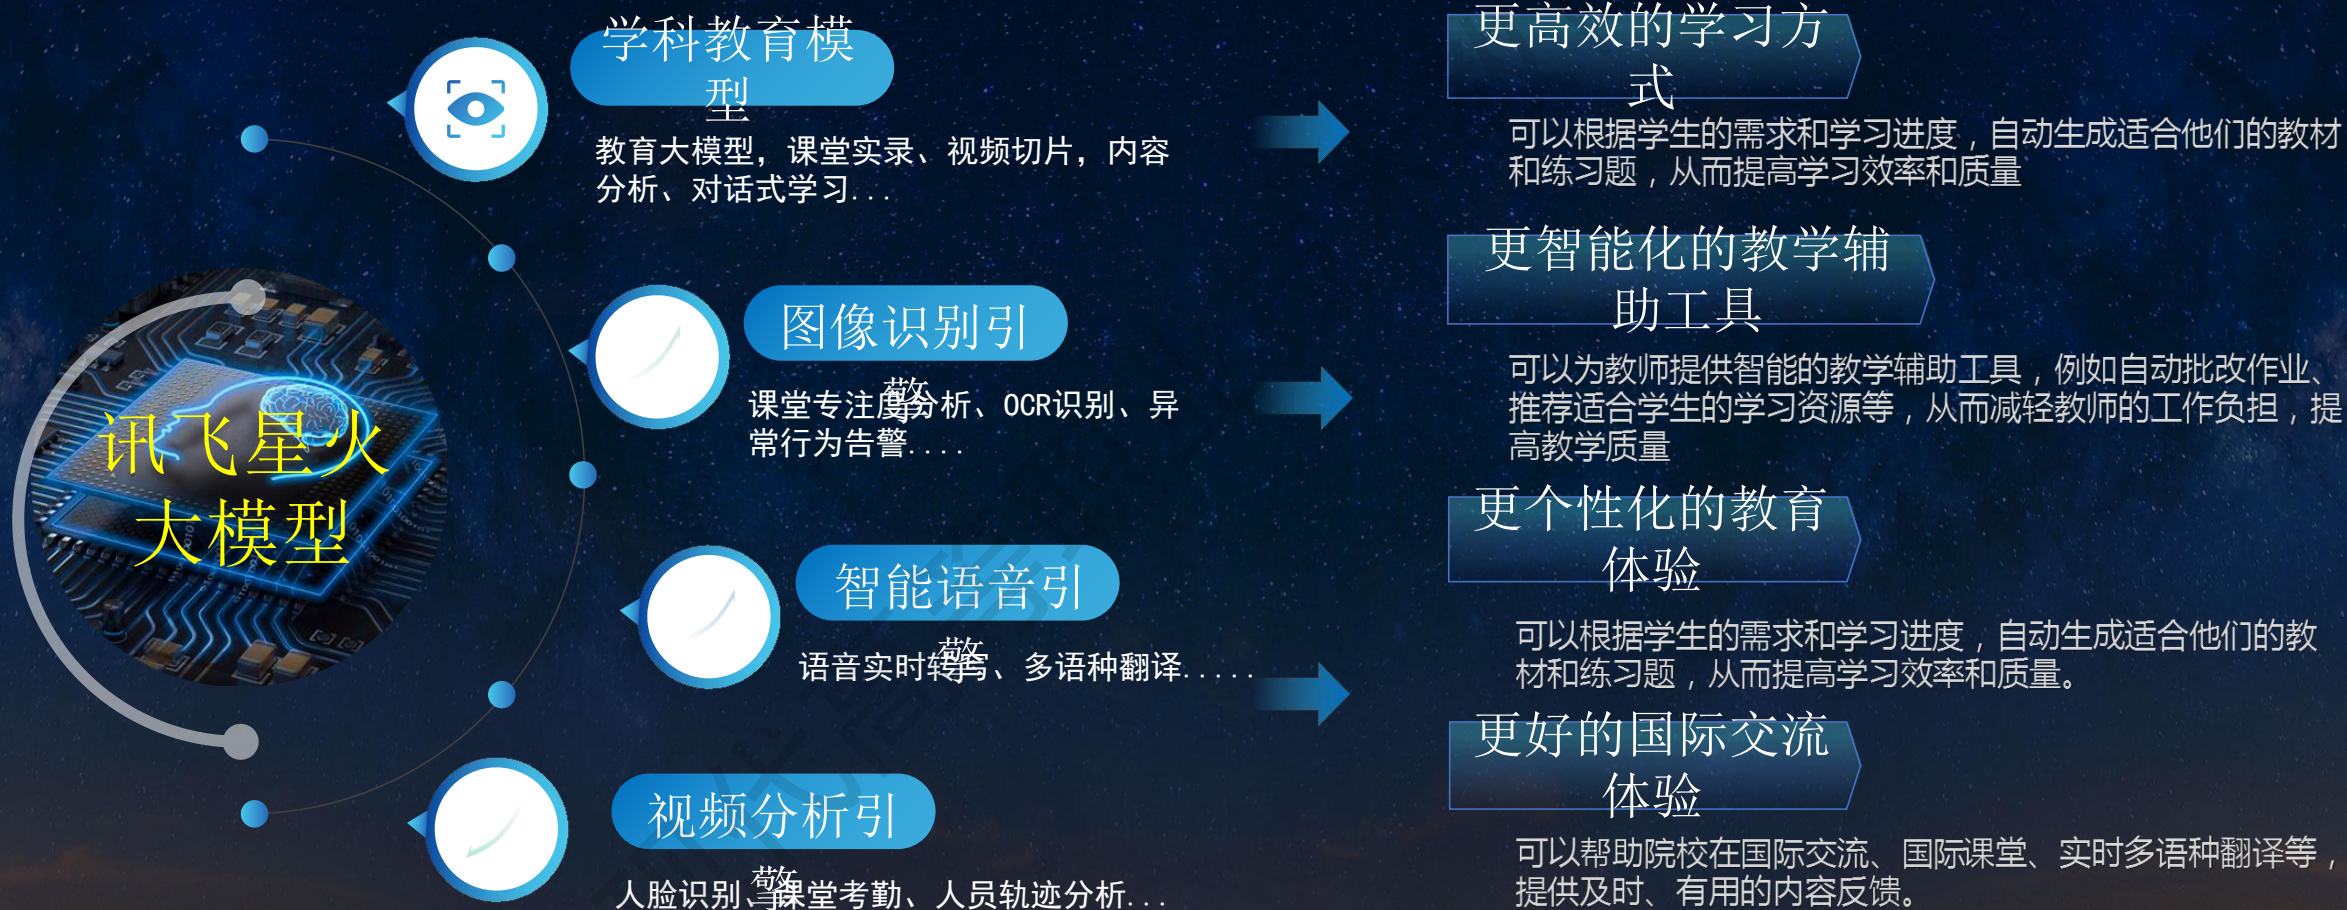 讯飞星火
大模型
学科教育模
型
教育大模型，课堂实录、视频切片，内容
分析、对话式学习...
图像识别引
擎
课堂专注度分析、OCR识别、异
常行为告警....
智能语音引
擎
语音实时转写、多语种翻译.....
视频分析引
擎
人脸识别、课堂考勤、人员轨迹分析...
更高效的学习方
式
可以根据学生的需求和学习进度，自动生成适合他们的教材
和练习题，从而提高学习效率和质量
更智能化的教学辅
助工具
可以为教师提供智能的教学辅助工具，例如自动批改作业、
推荐适合学生的学习资源等，从而减轻教师的工作负担，提
高教学质量
更个性化的教育
体验
可以根据学生的需求和学习进度，自动生成适合他们的教
材和练习题，从而提高学习效率和质量。
更好的国际交流
体验
可以帮助院校在国际交流、国际课堂、实时多语种翻译等，
提供及时、有用的内容反馈。